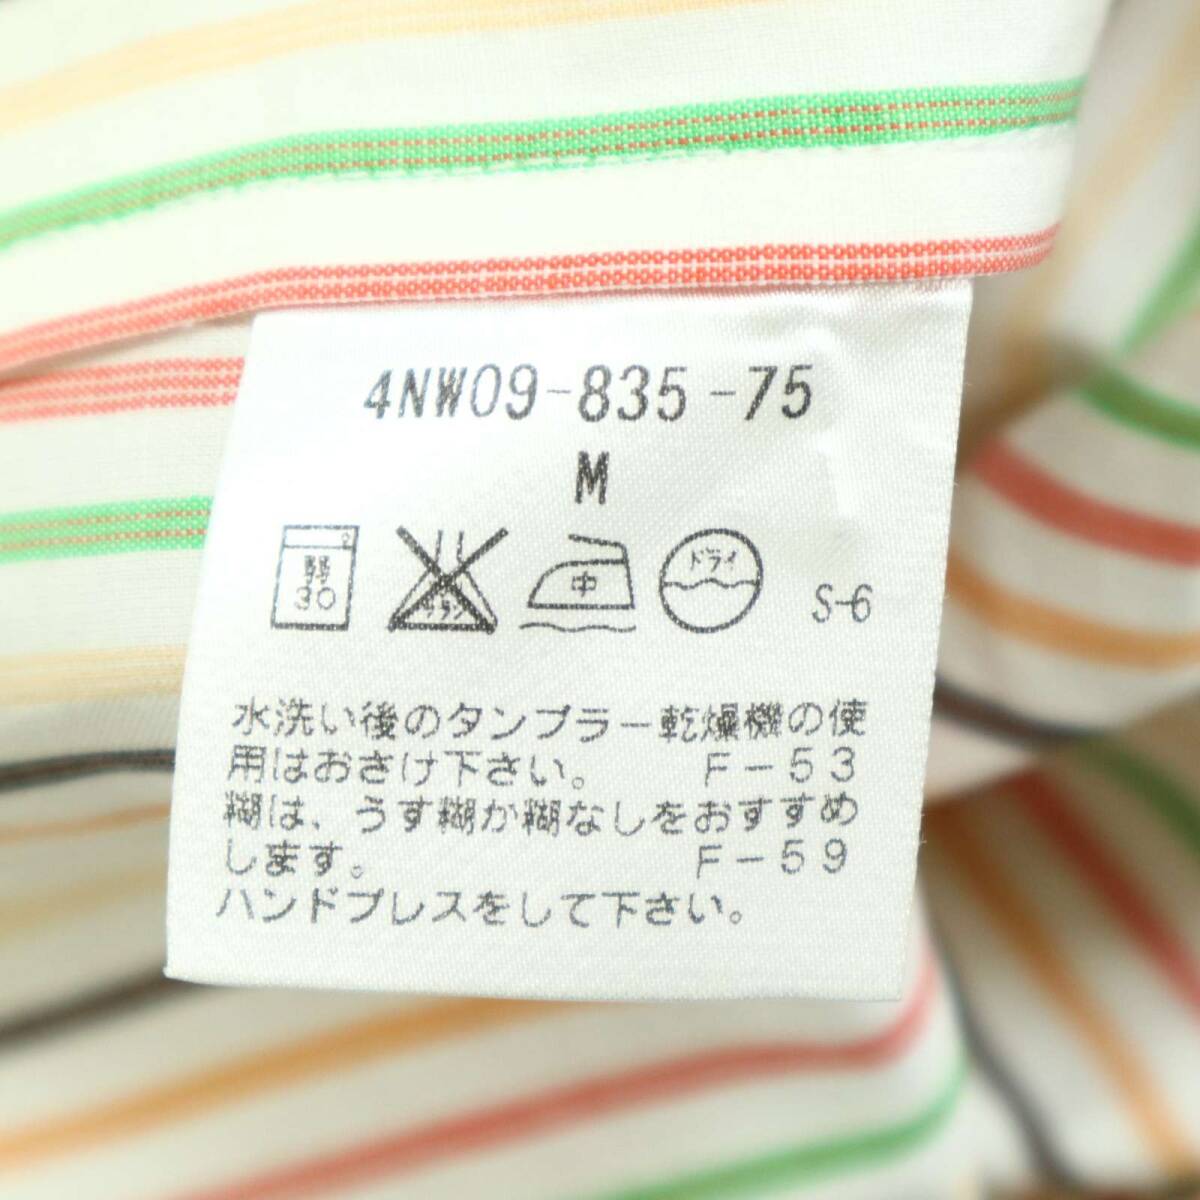 4NW09-835-75
M
弱 30 サラシ 中 ドライ S-6
水洗い後のタンブラー乾燥機の使
用はおさけ下さい。 F-53
糊は、うす糊か糊なしをおすすめ
します。 F-59
ハンドプレスをして下さい。